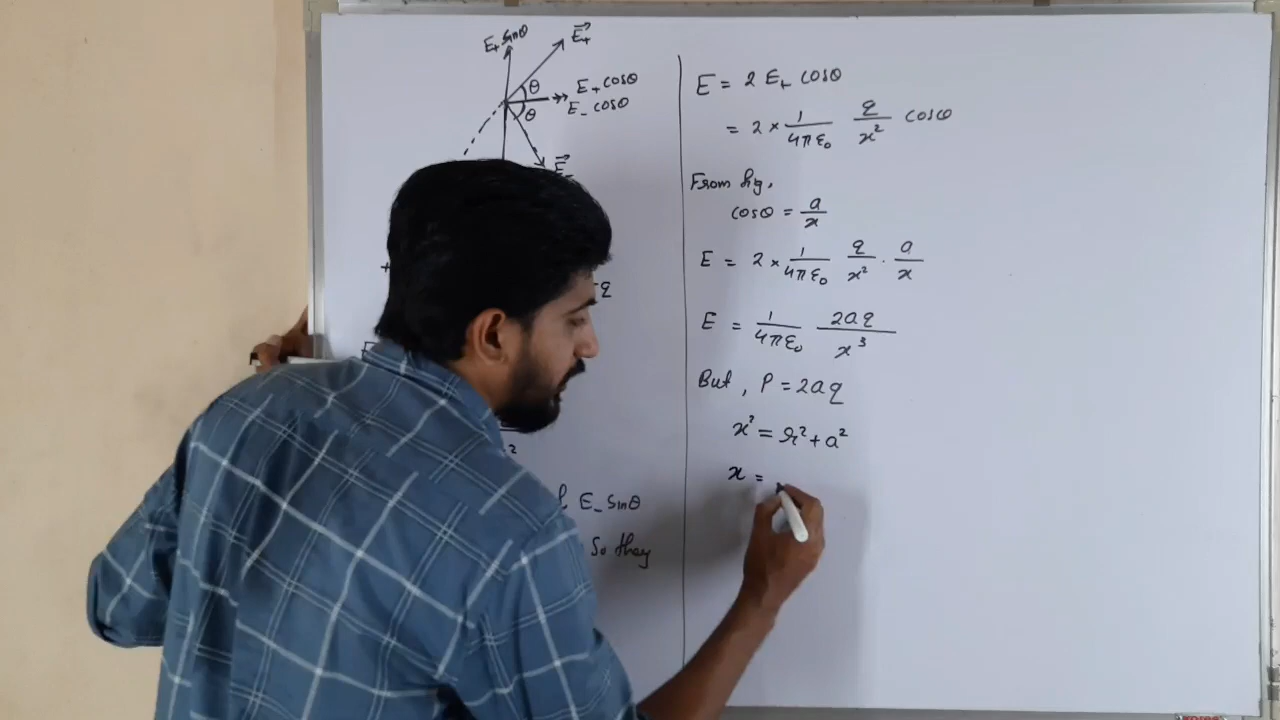 E₊ sinθ
E⃗₊
θ
E₊ cosθ
θ
E₋ cosθ
E⃗
+
-q
2
E₋ sinθ
So they
E = 2 E₊ cosθ
= 2 × 1/4πε₀ q/x² cosθ
From fig,
cosθ = a/x
E = 2 × 1/4πε₀ q/x² · a/x
E = 1/4πε₀ 2aq/x³
But, P = 2aq
x² = r² + a²
x =